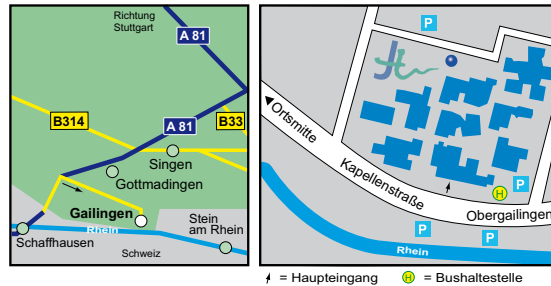 Richtung
Stuttgart
A 81
B314
A 81
B33
Singen
Gottmadingen
Gailingen
Rhein
Stein
am Rhein
Schaffhausen
Schweiz
P
Ortsmitte
Kapellenstraße
H
P
Obergailingen
P
P
Rhein
= Haupteingang
H = Bushaltestelle